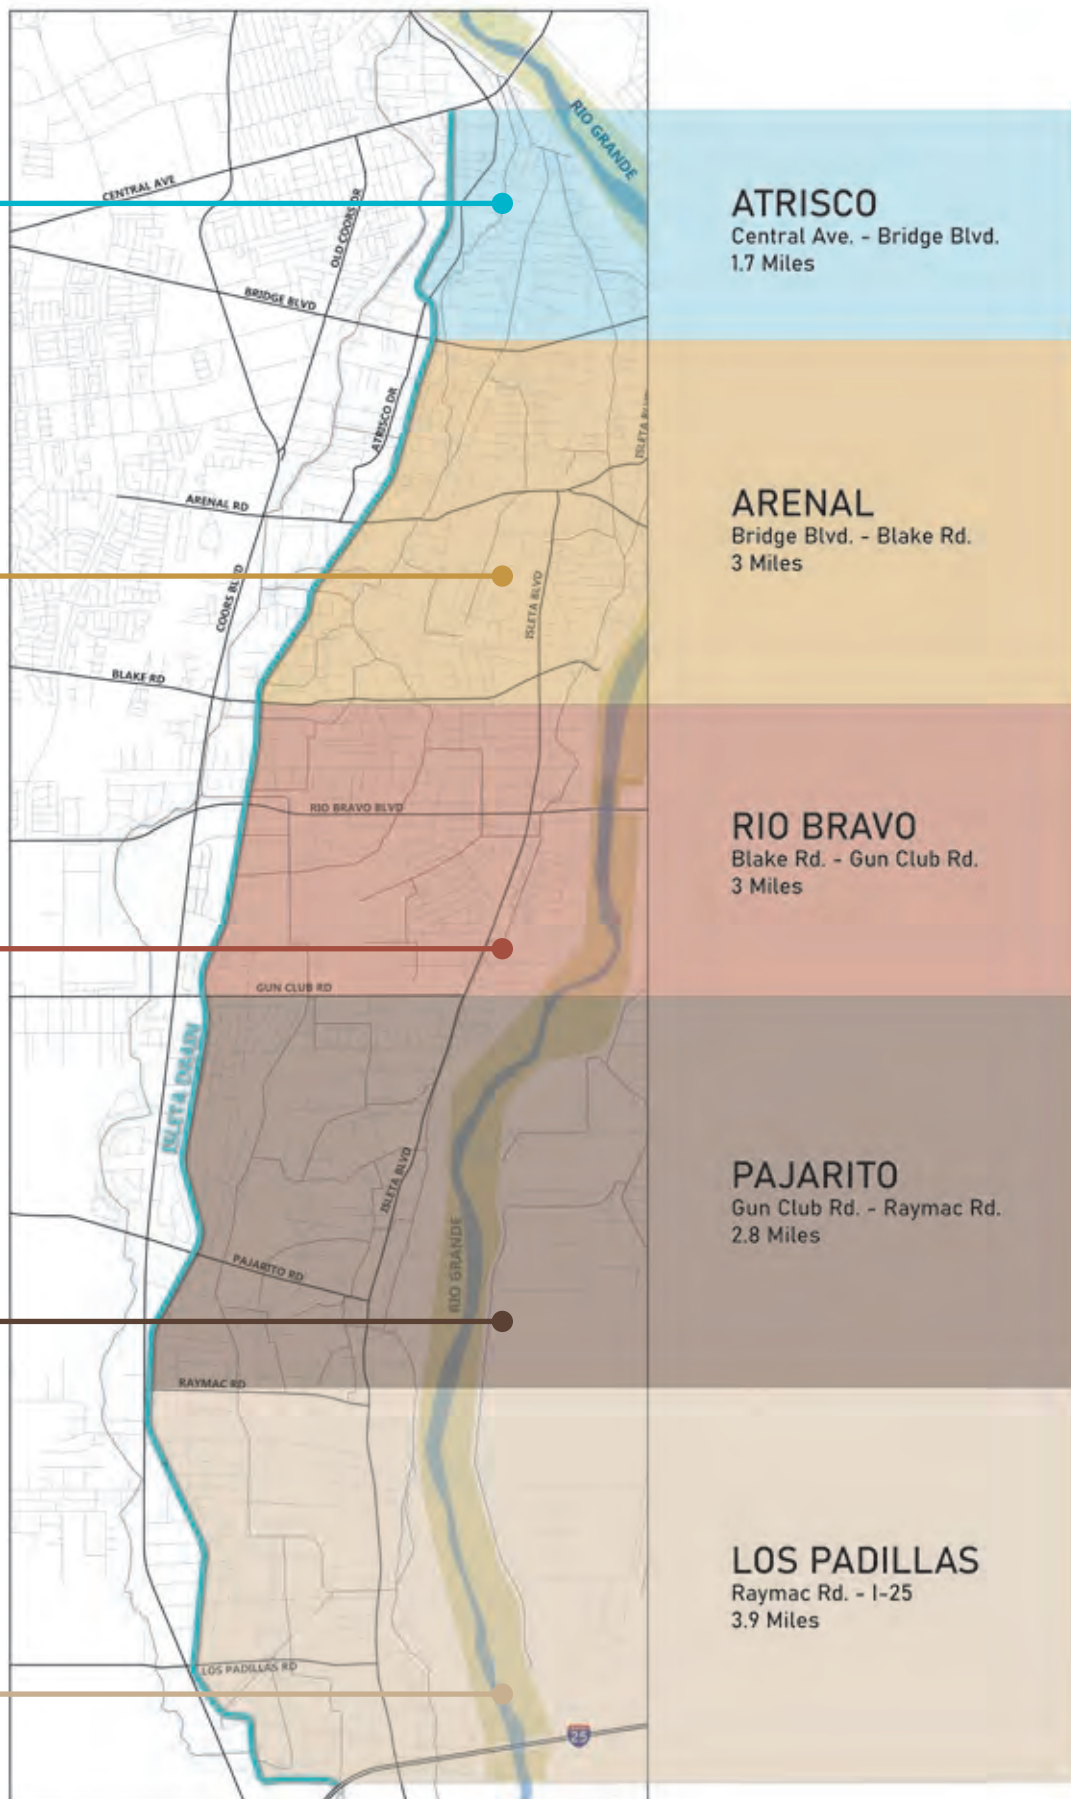 RIO GRANDE
CENTRAL AVE
OLD COORS DR
BRIDGE BLVD
ATRISCO DR
ISLETA BLVD
ARENAL RD
COORS BLVD
ISLETA BLVD
BLAKE RD
RIO BRAVO BLVD
GUN CLUB RD
ISLETA DRAIN
ISLETA BLVD
RIO GRANDE
PAJARITO RD
RAYMAC RD
LOS PADILLAS RD
25
ATRISCO
Central Ave. - Bridge Blvd.
1.7 Miles
ARENAL
Bridge Blvd. - Blake Rd.
3 Miles
RIO BRAVO
Blake Rd. - Gun Club Rd.
3 Miles
PAJARITO
Gun Club Rd. - Raymac Rd.
2.8 Miles
LOS PADILLAS
Raymac Rd. - I-25
3.9 Miles